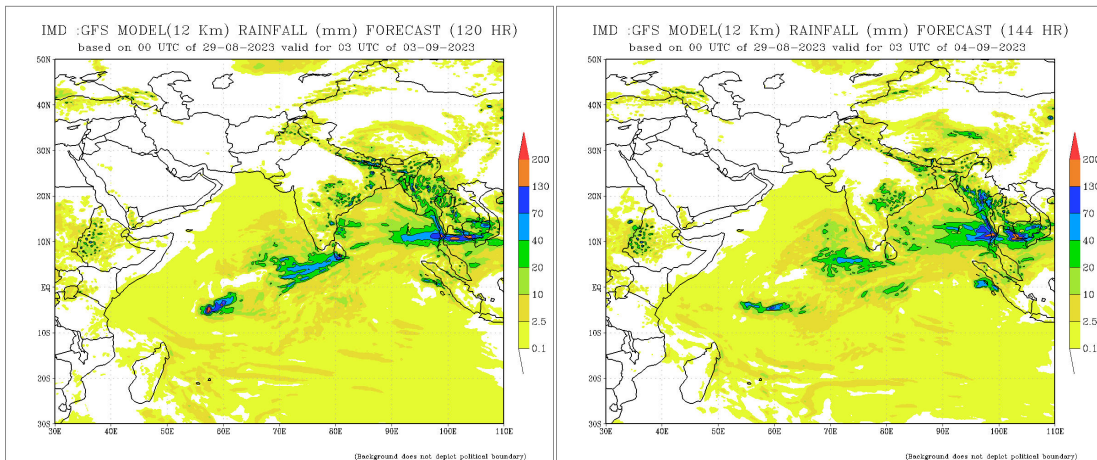 IMD :GFS MODEL(12 Km) RAINFALL (mm) FORECAST (120 HR)
based on 00 UTC of 29-08-2023 valid for 03 UTC of 03-09-2023
50N
40N
30N
20N
10N
EQ
10S
20S
30S
30E 40E 50E 60E 70E 80E 90E 100E 110E
200
130
70
40
20
10
2.5
0.1
(Background does not depict political boundary)
IMD :GFS MODEL(12 Km) RAINFALL (mm) FORECAST (144 HR)
based on 00 UTC of 29-08-2023 valid for 03 UTC of 04-09-2023
50N
40N
30N
20N
10N
EQ
10S
20S
30S
30E 40E 50E 60E 70E 80E 90E 100E 110E
200
130
70
40
20
10
2.5
0.1
(Background does not depict political boundary)